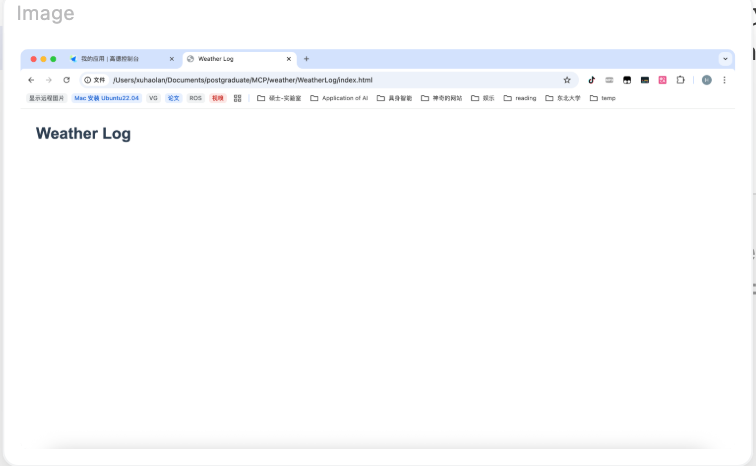 Image
我的应用 | 高德控制台
Weather Log
文件 /Users/xuhaolan/Documents/postgraduate/MCP/weather/WeatherLog/index.html
显示远程图片 Mac 安装 Ubuntu22.04 VG 论文 ROS 视嗅 硕士-实验室 Application of AI 具身智能 神奇的网站 娱乐 reading 东北大学 temp
Weather Log